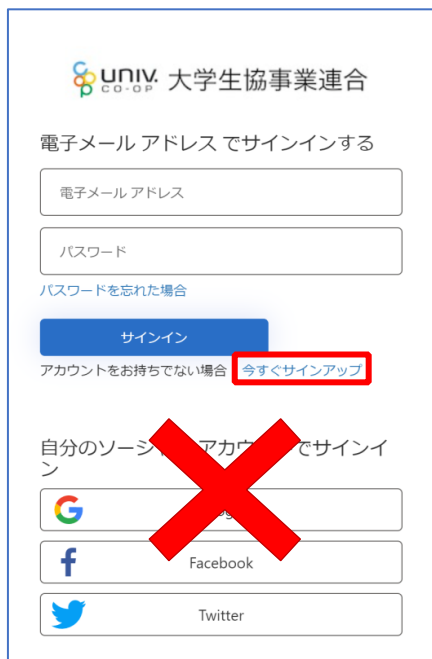 UNIV. CO-OP 大学生協事業連合
電子メール アドレス でサインインする
電子メール アドレス
パスワード
パスワードを忘れた場合
サインイン
アカウントをお持ちでない場合 今すぐサインアップ
自分のソーシ アカウ でサインイ
ン
Facebook
Twitter